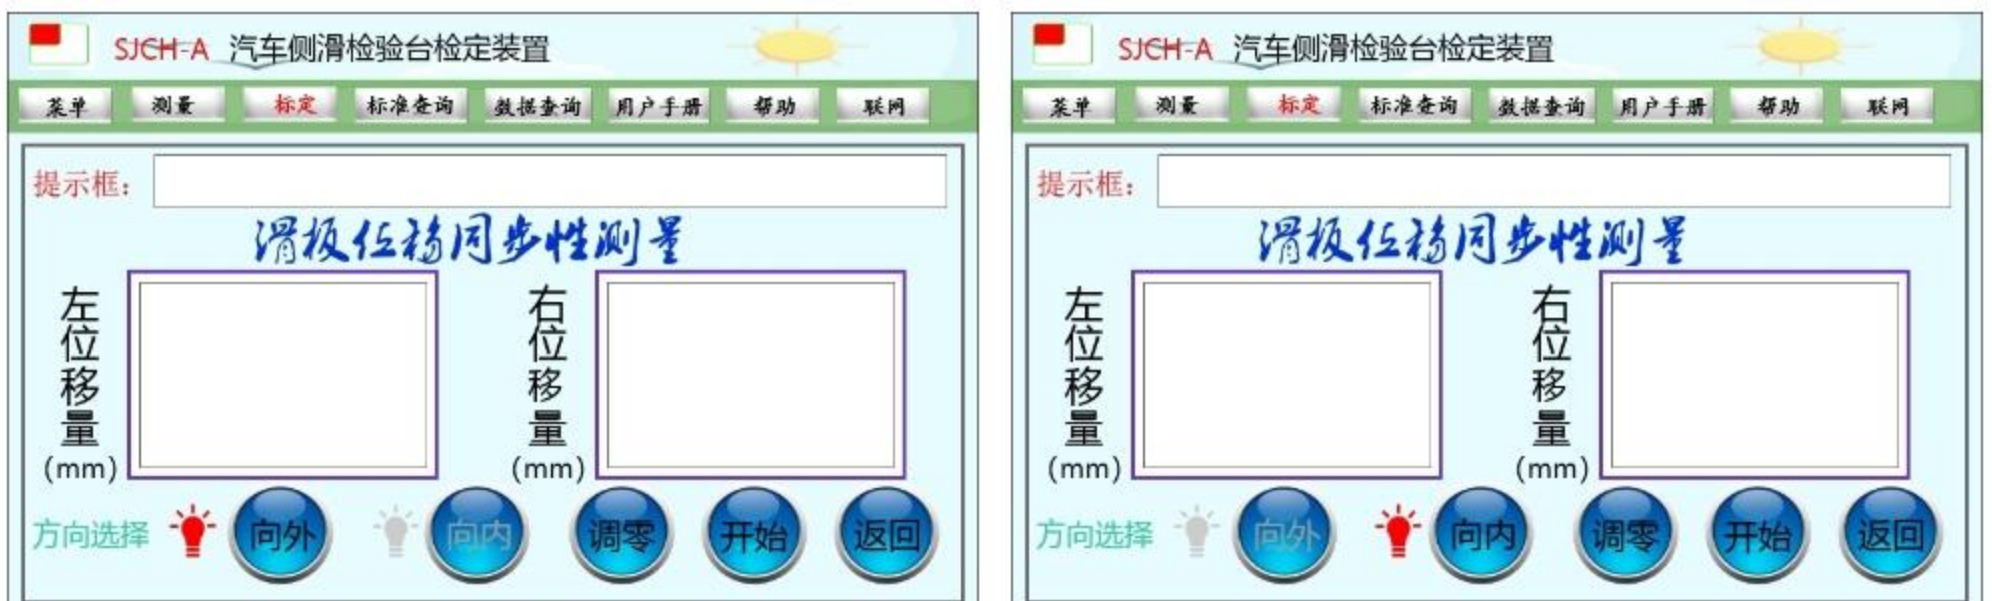 SJCH-A 汽车侧滑检验台检定装置
菜单 测量 标定 标准查询 数据查询 用户手册 帮助 联网
提示框：
滑板位移同步性测量
左位移量(mm) 右位移量(mm)
方向选择 向外 向内 调零 开始 返回
SJCH-A 汽车侧滑检验台检定装置
菜单 测量 标定 标准查询 数据查询 用户手册 帮助 联网
提示框：
滑板位移同步性测量
左位移量(mm) 右位移量(mm)
方向选择 向外 向内 调零 开始 返回